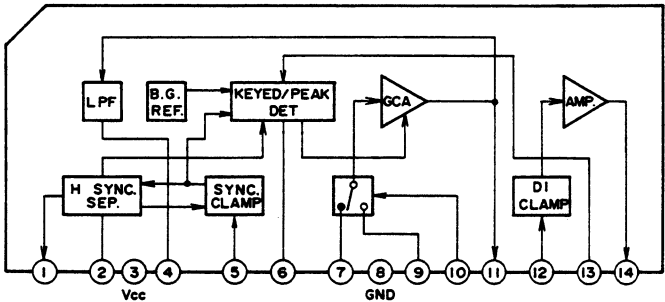 LPF
B.G.
REF.
KEYED/PEAK
DET
GCA
AMP.
H SYNC.
SEP.
SYNC.
CLAMP
DI
CLAMP
1 2 3 4 5 6 7 8 9 10 11 12 13 14
Vcc GND